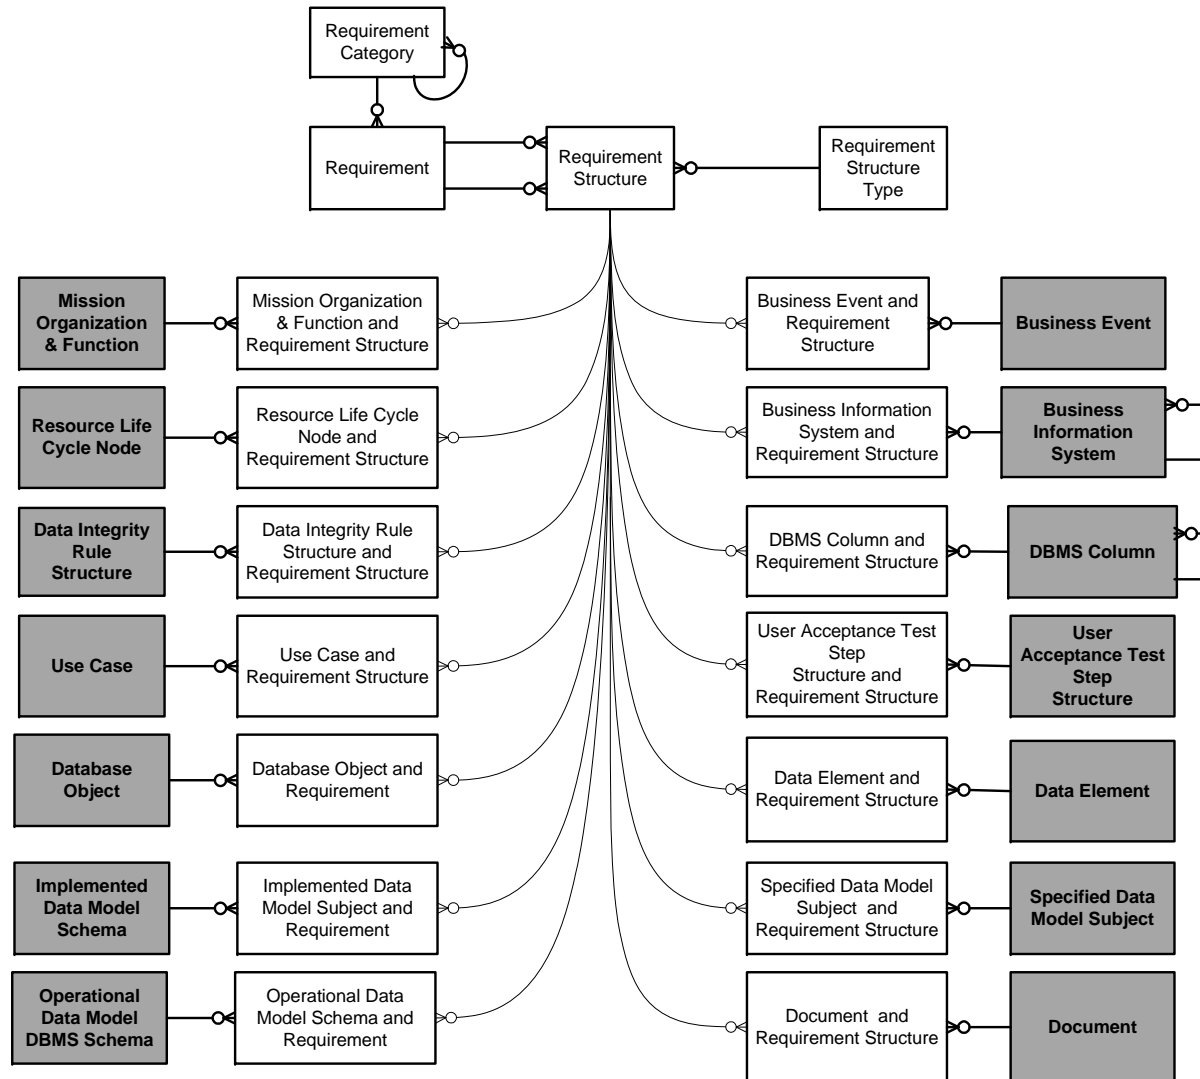 Requirement
Category
Requirement
Requirement
Structure
Requirement
Structure
Type
Mission
Organization
& Function
Mission Organization
& Function and
Requirement Structure
Business Event and
Requirement
Structure
Business Event
Resource Life
Cycle Node
Resource Life Cycle
Node and
Requirement Structure
Business Information
System and
Requirement Structure
Business
Information
System
Data Integrity
Rule
Structure
Data Integrity Rule
Structure and
Requirement Structure
DBMS Column and
Requirement Structure
DBMS Column
Use Case
Use Case and
Requirement Structure
User Acceptance Test
Step
Structure and
Requirement Structure
User
Acceptance Test
Step
Structure
Database
Object
Database Object and
Requirement
Data Element and
Requirement Structure
Data Element
Implemented
Data Model
Schema
Implemented Data
Model Subject and
Requirement
Specified Data Model
Subject and
Requirement Structure
Specified Data
Model Subject
Operational
Data Model
DBMS Schema
Operational Data
Model Schema and
Requirement
Document and
Requirement Structure
Document